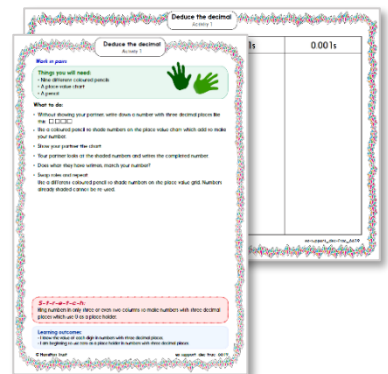 Deduce the decimal
Activity 1
0.001s
Deduce the decimal
Activity 1
Work in pairs
Things you will need:
- Nine different coloured pencils
- A place value chart
- A pencil
What to do:
• Without showing your partner, write down a number with three decimal places like
this □.□□□
• Use a coloured pencil to shade numbers on the place value chart which add to make
your number.
• Show your partner the chart.
• Your partner looks at the shaded numbers and writes the completed number.
• Does what they have written match your number?
• Swap roles and repeat.
Use a different coloured pencil to shade numbers on the place value grid. Numbers
already shaded cannot be re-used.
S-t-r-e-t-c-h:
Ring numbers in only three or even two columns to make numbers with three decimal
places which use 0 as a place holder.
Learning outcomes:
- I know the value of each digit in numbers with three decimal places.
- I am beginning to use zero as a place holder in numbers with three decimal places.
© Hamilton Trust